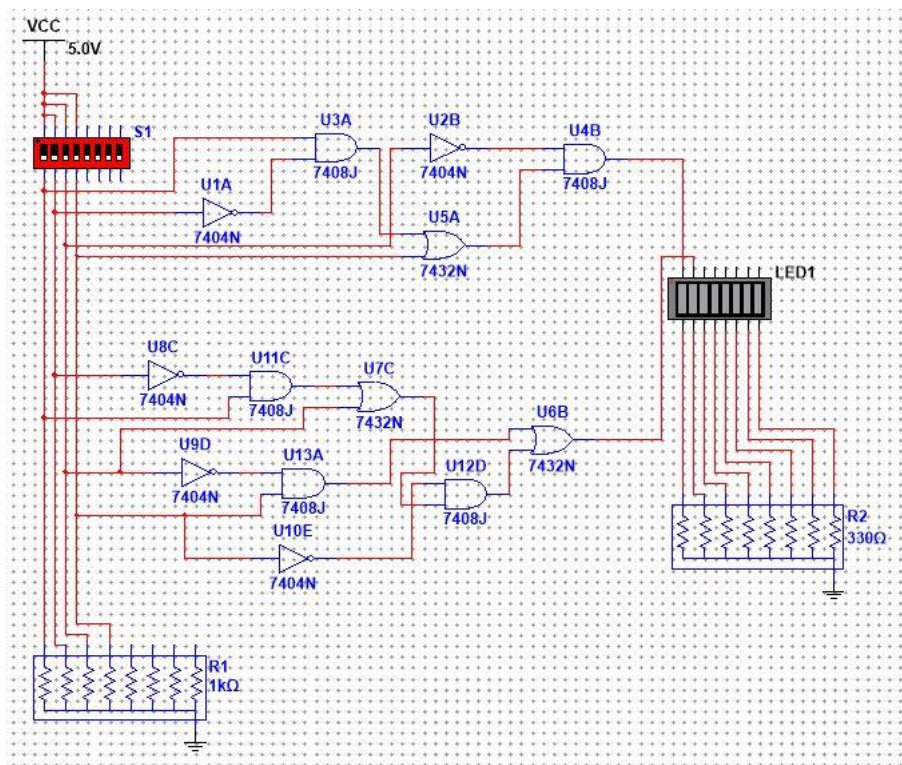 VCC
5.0V
S1
U3A
7408J
U2B
7404N
U4B
7408J
U1A
7404N
U5A
7432N
LED1
U8C
7404N
U11C
7408J
U7C
7432N
U6B
7432N
U9D
7404N
U13A
7408J
U12D
7408J
U10E
7404N
R2
330Ω
R1
1kΩ